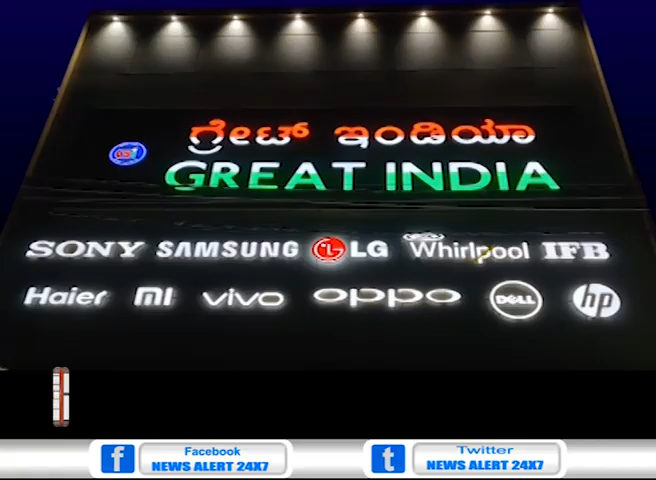 ಗ್ರೇಟ್ ಇಂಡಿಯಾ
GREAT INDIA
SONY SAMSUNG LG Whirlpool IFB
Haier MI vivo oppo DELL hp
f Facebook NEWS ALERT 24X7
t Twitter NEWS ALERT 24X7